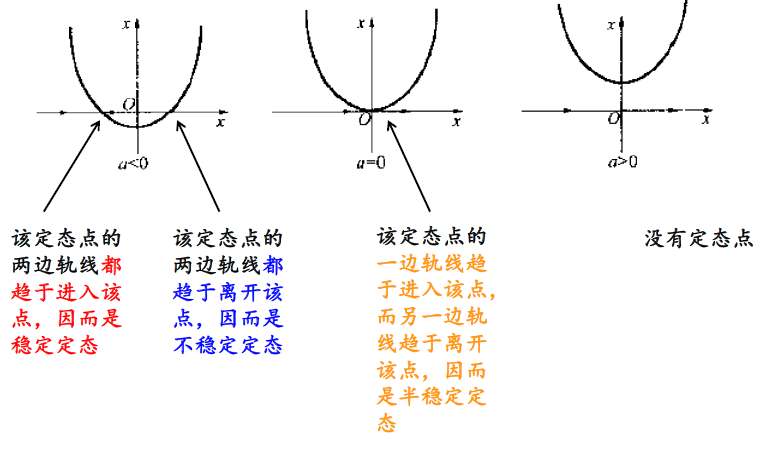 x
O
x
a<0
x
O
x
a=0
x
O
x
a>0
该定态点的
两边轨线都
趋于进入该
点，因而是
稳定定态
该定态点的
两边轨线都
趋于离开该
点，因而是
不稳定定态
该定态点的
一边轨线趋
于进入该点，
而另一边轨
线趋于离开
该点，因而
是半稳定定
态
没有定态点